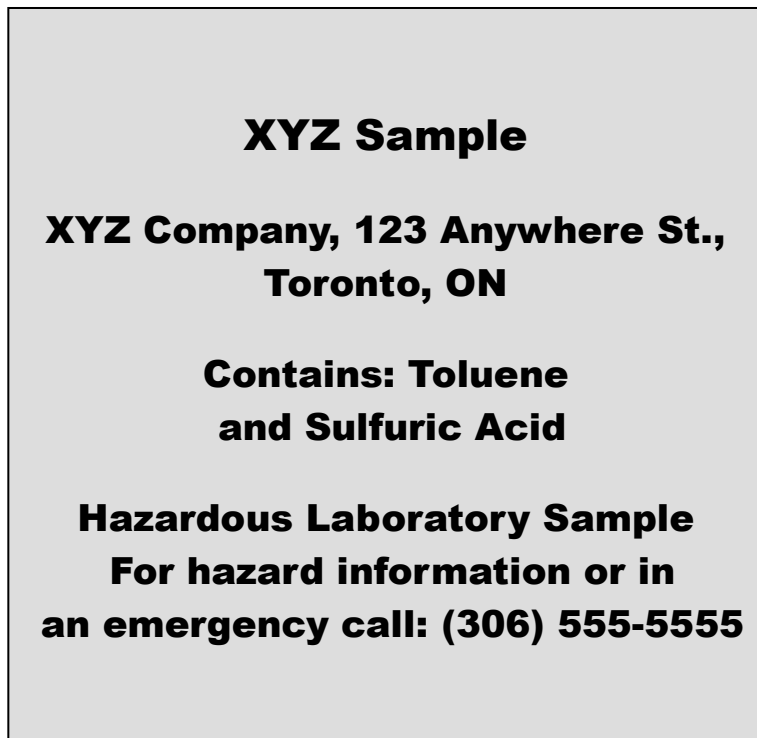 XYZ Sample
XYZ Company, 123 Anywhere St.,
Toronto, ON
Contains: Toluene
and Sulfuric Acid
Hazardous Laboratory Sample
For hazard information or in
an emergency call: (306) 555-5555